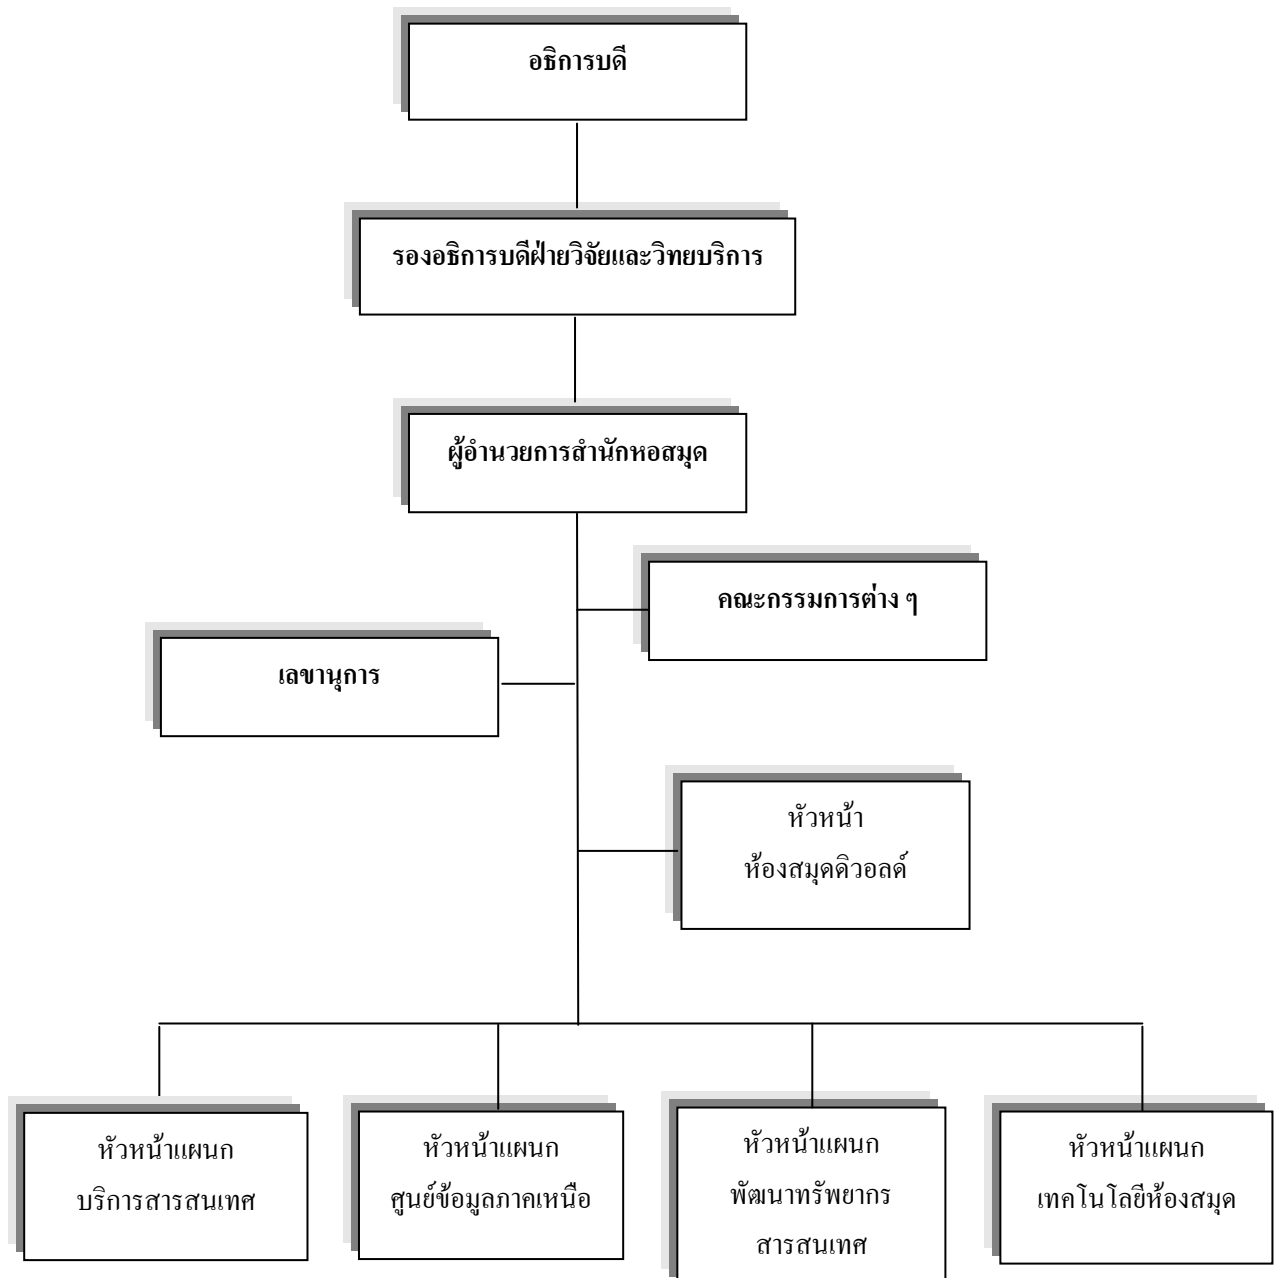 อธิการบดี
รองอธิการบดีฝ่ายวิจัยและวิทยบริการ
ผู้อำนวยการสำนักหอสมุด
คณะกรรมการต่าง ๆ
เลขานุการ
หัวหน้า
ห้องสมุดดิวอลด์
หัวหน้าแผนก
บริการสารสนเทศ
หัวหน้าแผนก
ศูนย์ข้อมูลภาคเหนือ
หัวหน้าแผนก
พัฒนาทรัพยากร
สารสนเทศ
หัวหน้าแผนก
เทคโนโลยีห้องสมุด